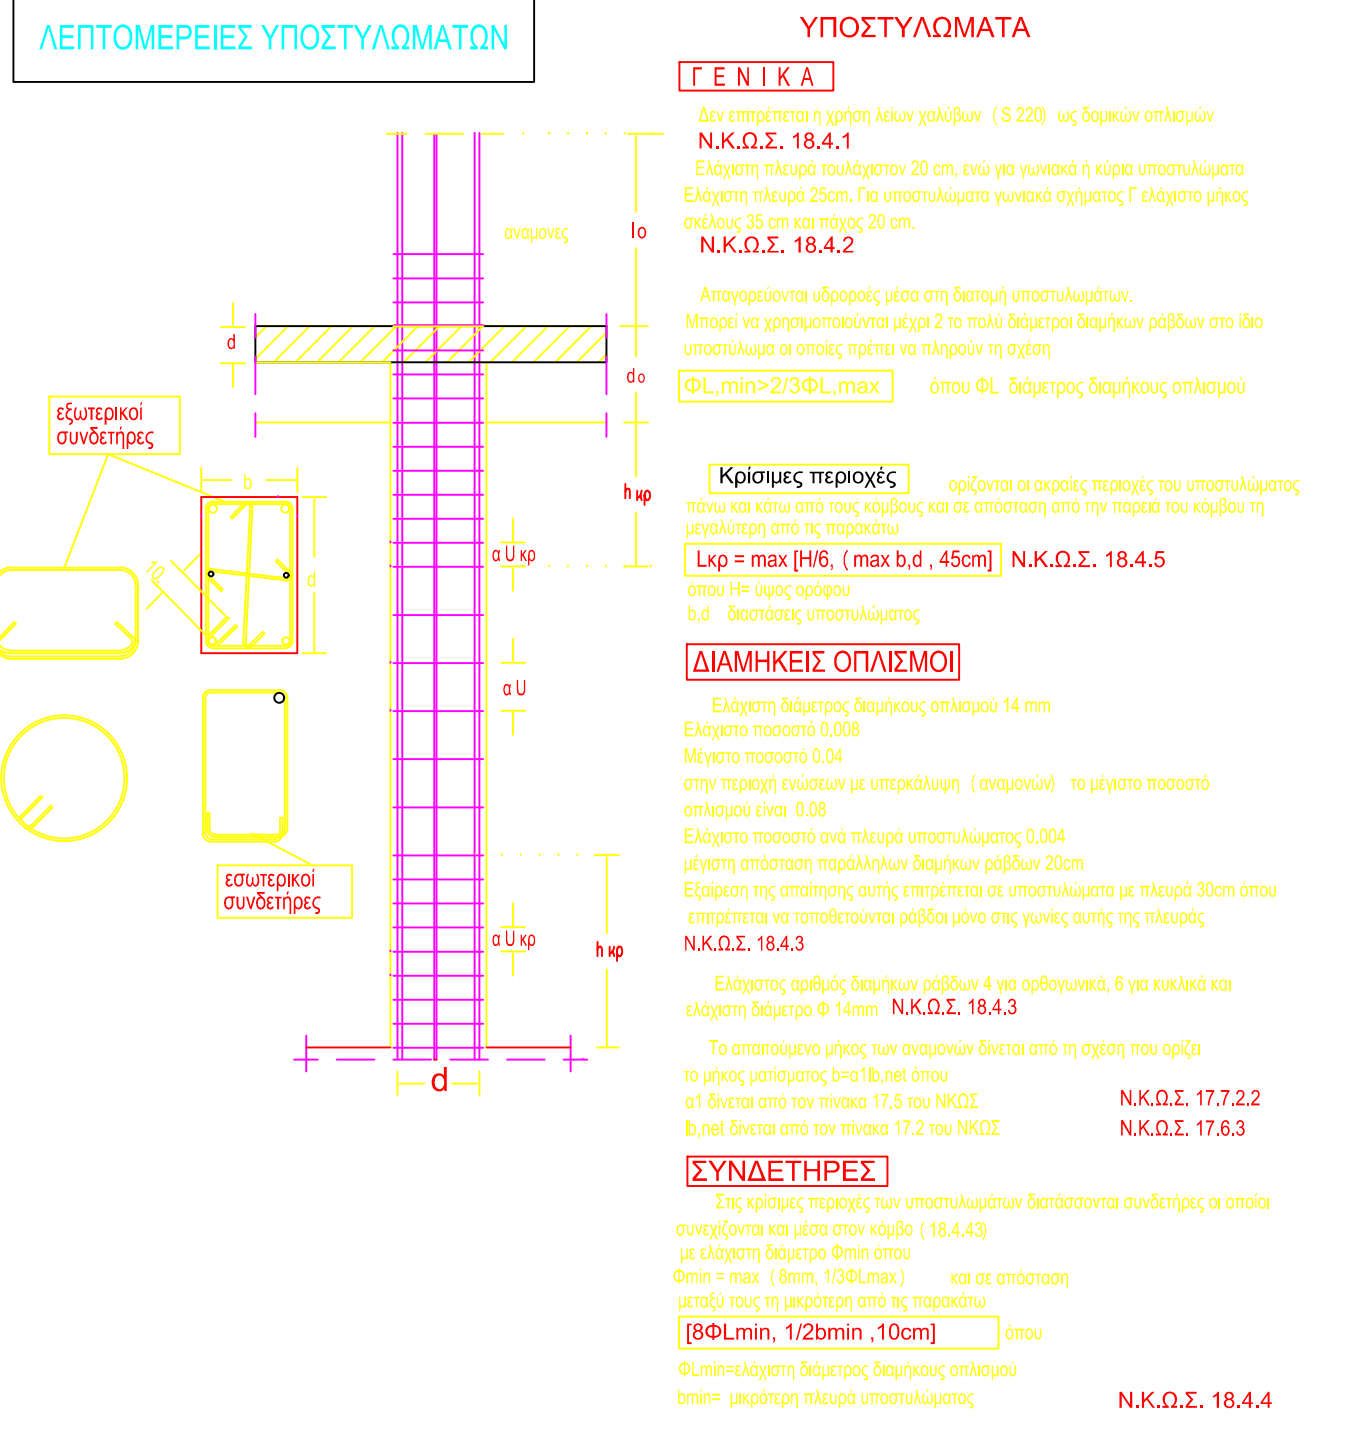 ΛΕΠΤΟΜΕΡΕΙΕΣ ΥΠΟΣΤΥΛΩΜΑΤΩΝ
αναμονες
lο
d
dο
εξωτερικοί
συνδετήρες
b
h κρ
α U κρ
10
d
α U
εσωτερικοί
συνδετήρες
α U κρ
h κρ
d
ΥΠΟΣΤΥΛΩΜΑΤΑ
Γ Ε Ν Ι Κ Α
Δεν επιτρέπεται η χρήση λείων χαλύβων ( S 220) ως δομικών οπλισμών
Ν.Κ.Ω.Σ. 18.4.1
Ελάχιστη πλευρά τουλάχιστον 20 cm, ενώ για γωνιακά ή κύρια υποστυλώματα
Ελάχιστη πλευρά 25cm. Για υποστυλώματα γωνιακά σχήματος Γ ελάχιστο μήκος
σκέλους 35 cm και πάχος 20 cm.
Ν.Κ.Ω.Σ. 18.4.2
Απαγορεύονται υδροροές μέσα στη διατομή υποστυλωμάτων.
Μπορεί να χρησιμοποιούνται μέχρι 2 το πολύ διάμετροι διαμήκων ράβδων στο ίδιο
υποστύλωμα οι οποίες πρέπει να πληρούν τη σχέση
ΦL,min>2/3ΦL,max όπου ΦL διάμετρος διαμήκους οπλισμού
Κρίσιμες περιοχές ορίζονται οι ακραίες περιοχές του υποστυλώματος
πάνω και κάτω από τους κόμβους και σε απόσταση από την παρειά του κόμβου τη
μεγαλύτερη από τις παρακάτω
Lκρ = max [H/6, ( max b,d , 45cm] Ν.Κ.Ω.Σ. 18.4.5
όπου Η= ύψος ορόφου
b,d διαστάσεις υποστυλώματος
ΔΙΑΜΗΚΕΙΣ ΟΠΛΙΣΜΟΙ
Ελάχιστη διάμετρος διαμήκους οπλισμού 14 mm
Ελάχιστο ποσοστό 0,008
Μέγιστο ποσοστό 0.04
στην περιοχή ενώσεων με υπερκάλυψη ( αναμονών) το μέγιστο ποσοστό
οπλισμού είναι 0.08
Ελάχιστο ποσοστό ανά πλευρά υποστυλώματος 0.004
μέγιστη απόσταση παράλληλων διαμήκων ράβδων 20cm
Εξαίρεση της απαίτησης αυτής επιτρέπεται σε υποστυλώματα με πλευρά 30cm όπου
επιτρέπεται να τοποθετούνται ράβδοι μόνο στις γωνίες αυτής της πλευράς
Ν.Κ.Ω.Σ. 18.4.3
Ελάχιστος αριθμός διαμήκων ράβδων 4 για ορθογωνικά, 6 για κυκλικά και
ελάχιστη διάμετρο Φ 14mm Ν.Κ.Ω.Σ. 18.4.3
Το απαιτούμενο μήκος των αναμονών δίνεται από τη σχέση που ορίζει
το μήκος ματίσματος b=α1lb,net όπου
α1 δίνεται από τον πίνακα 17.5 του ΝΚΩΣ Ν.Κ.Ω.Σ. 17.7.2.2
lb,net δίνεται από τον πίνακα 17.2 του ΝΚΩΣ Ν.Κ.Ω.Σ. 17.6.3
ΣΥΝΔΕΤΗΡΕΣ
Στις κρίσιμες περιοχές των υποστυλωμάτων διατάσσονται συνδετήρες οι οποίοι
συνεχίζονται και μέσα στον κόμβο ( 18.4.43)
με ελάχιστη διάμετρο Φmin όπου
Φmin = max ( 8mm, 1/3ΦLmax ) και σε απόσταση
μεταξύ τους τη μικρότερη από τις παρακάτω
[8ΦLmin, 1/2bmin ,10cm] όπου
ΦLmin=ελάχιστη διάμετρος διαμήκους οπλισμού
bmin= μικρότερη πλευρά υποστυλώματος Ν.Κ.Ω.Σ. 18.4.4